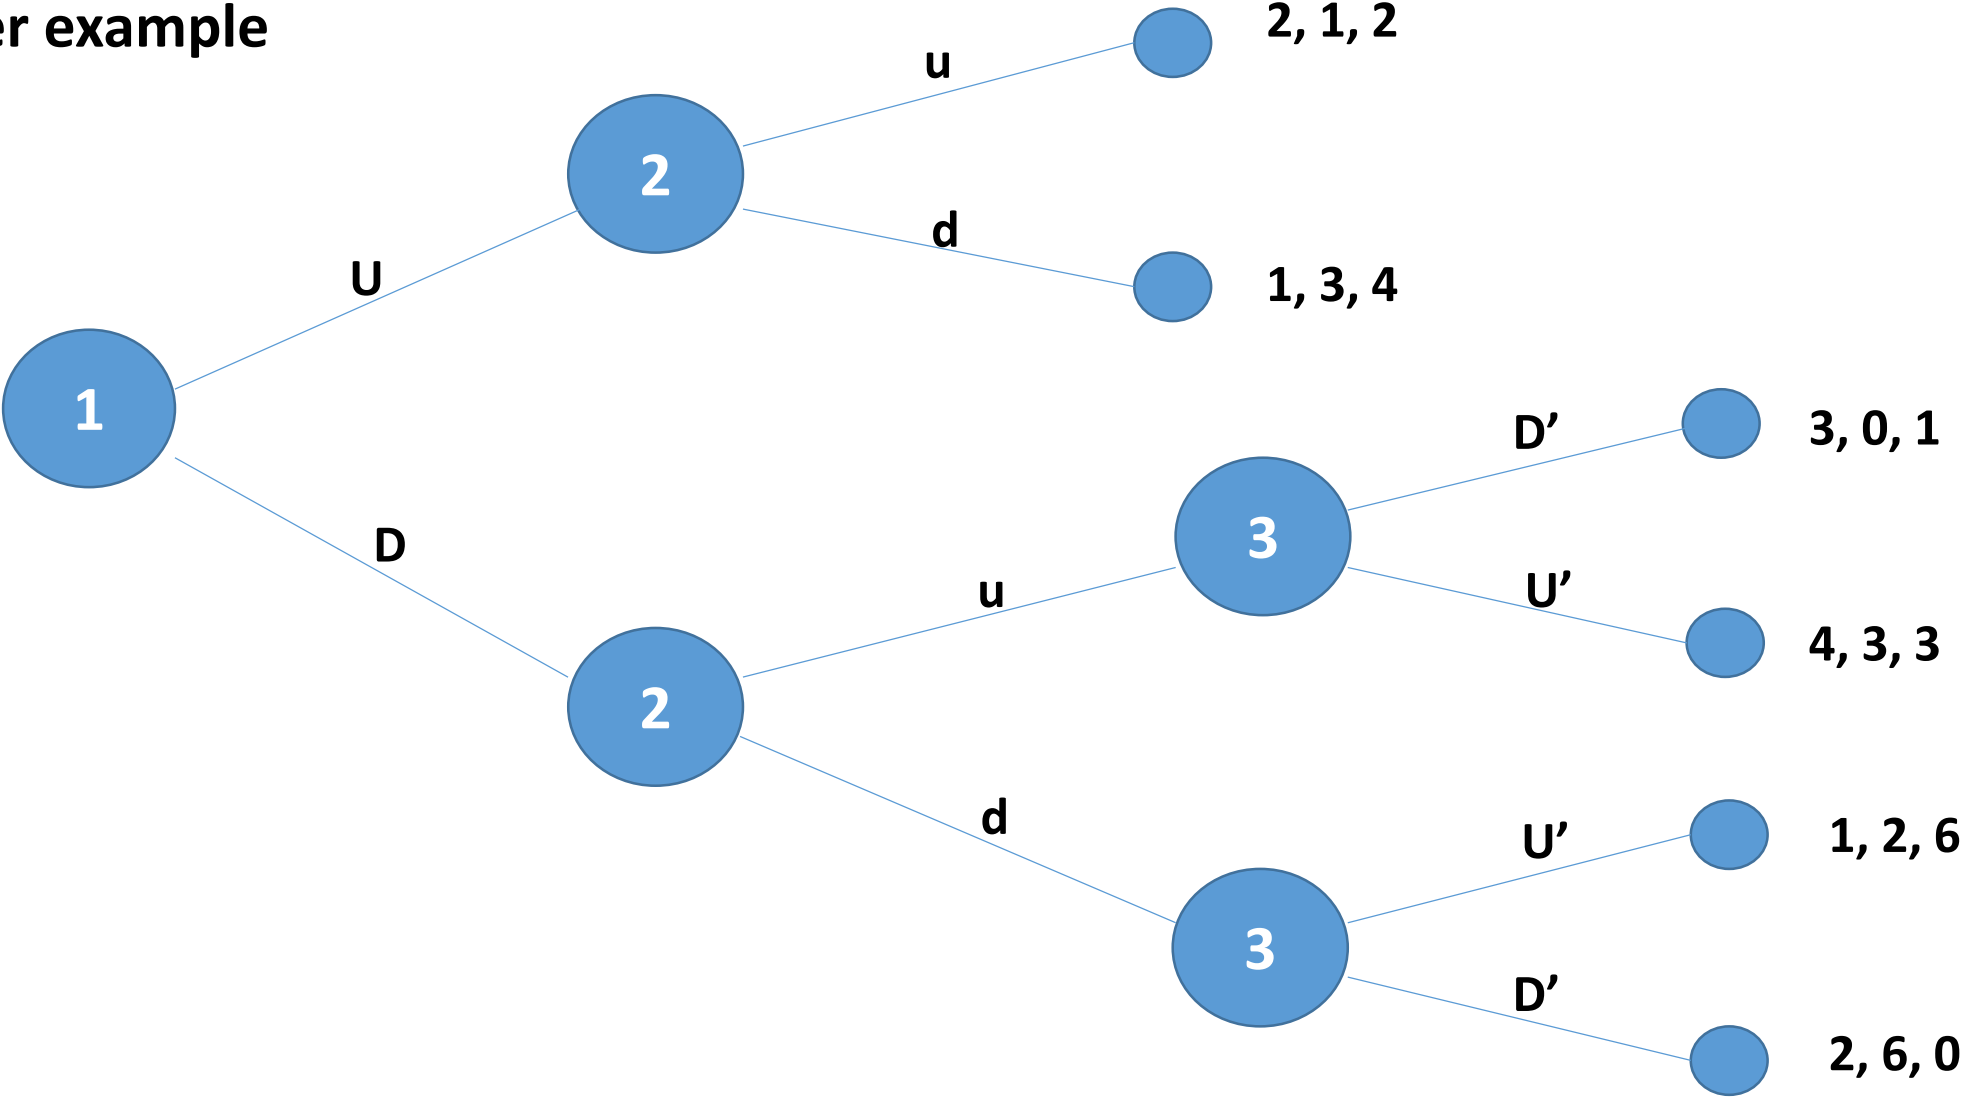 example
2, 1, 2
u
2
d
U
1, 3, 4
1
D'
3, 0, 1
3
D
u
U'
4, 3, 3
2
d
U'
1, 2, 6
3
D'
2, 6, 0